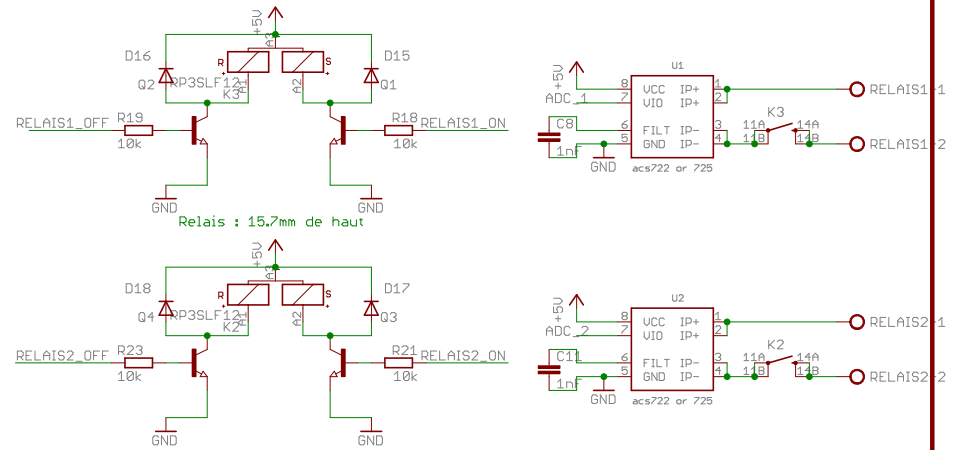 +5V
A3
D16
D15
R
S
Q2
RP3SLF12
K3
A1
A2
Q1
RELAIS1_OFF
R19
10k
R18
10k
RELAIS1_ON
GND
GND
Relais : 15.7mm de haut
+5V
A3
D18
D17
R
S
Q4
RP3SLF12
K2
A1
A2
Q3
RELAIS2_OFF
R23
10k
R21
10k
RELAIS2_ON
GND
GND
U1
+5V
ADC_1
8 VCC IP+ 1
7 VIO IP+ 2
6 FILT IP- 3
5 GND IP- 4
C8
1nF
GND
acs722 or 725
K3
11A 14A
11B 14B
RELAIS1-1
RELAIS1-2
U2
+5V
ADC_2
8 VCC IP+ 1
7 VIO IP+ 2
6 FILT IP- 3
5 GND IP- 4
C11
1nF
GND
acs722 or 725
K2
11A 14A
11B 14B
RELAIS2-1
RELAIS2-2